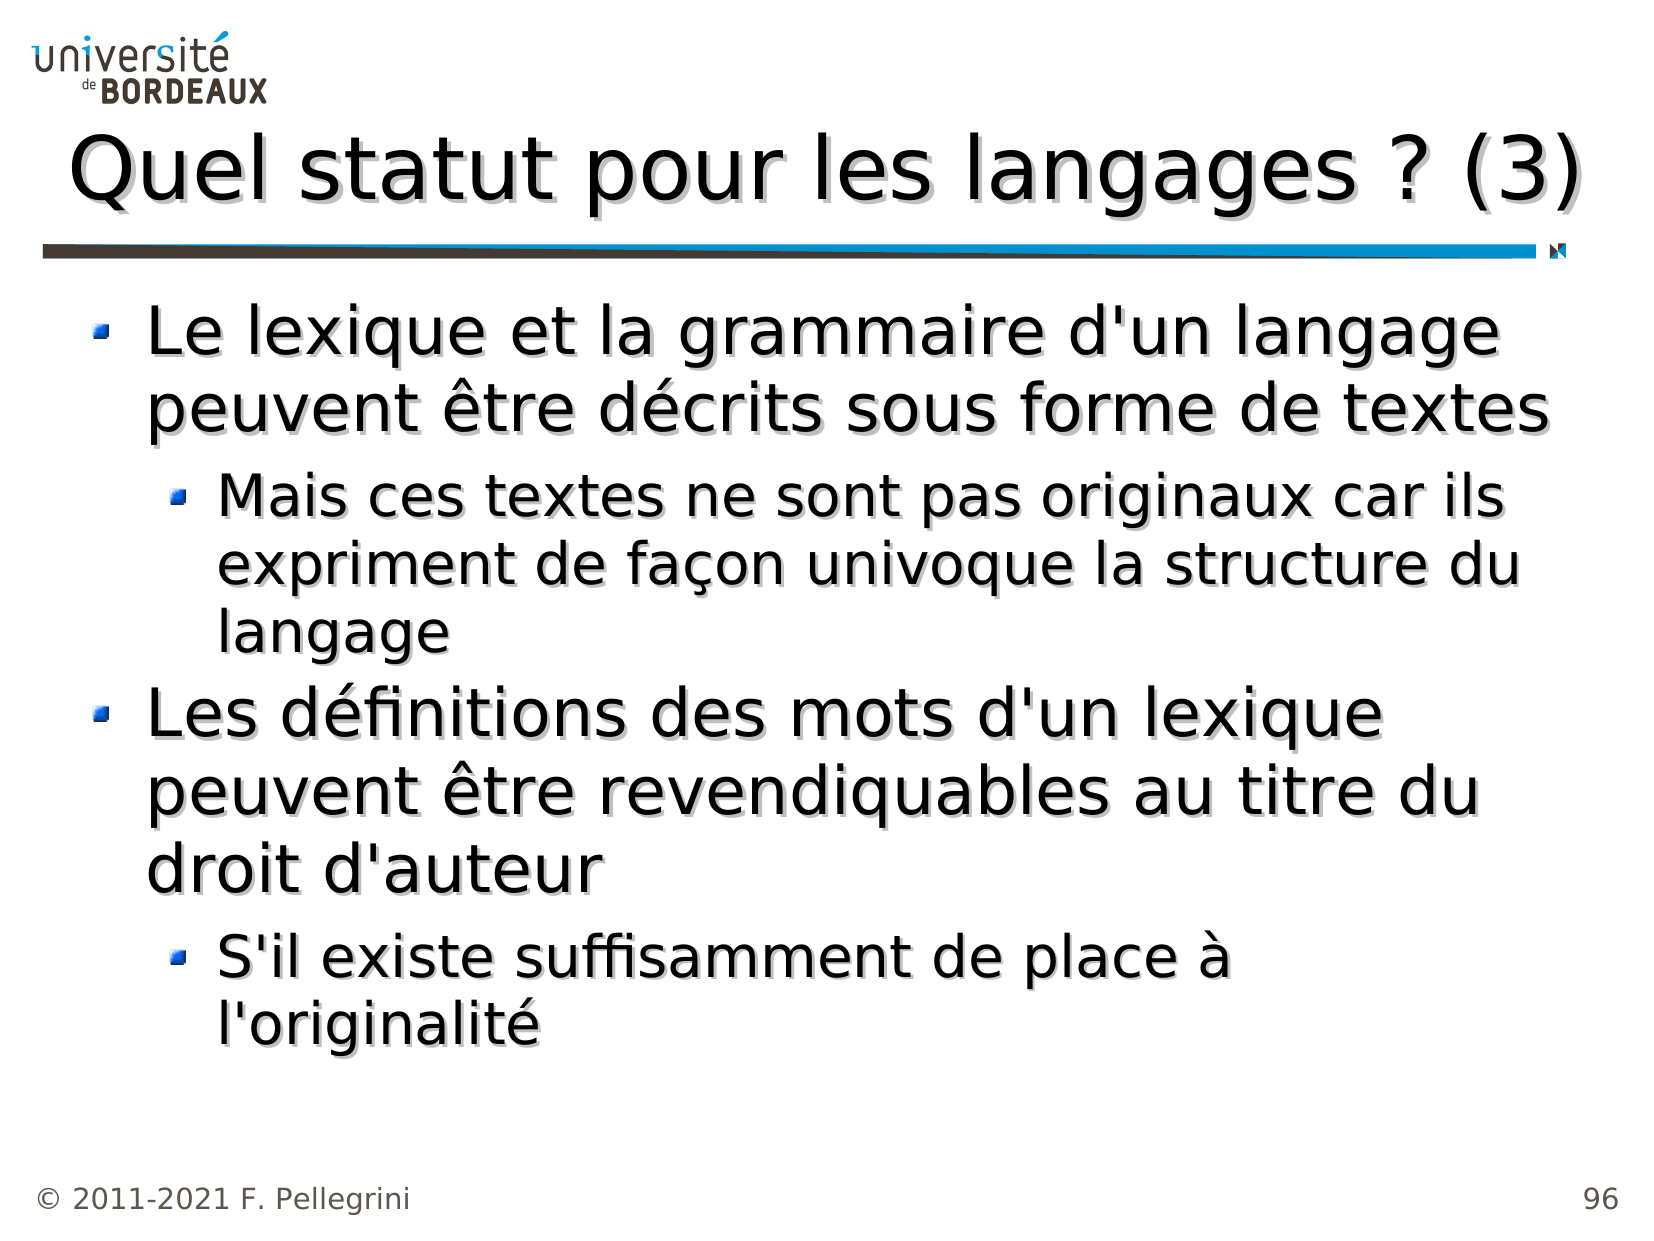 université
de BORDEAUX
Quel statut pour les langages ? (3)
Le lexique et la grammaire d'un langage
peuvent être décrits sous forme de textes
Mais ces textes ne sont pas originaux car ils
expriment de façon univoque la structure du
langage
Les définitions des mots d'un lexique
peuvent être revendiquables au titre du
droit d'auteur
S'il existe suffisamment de place à
l'originalité
© 2011-2021 F. Pellegrini
96